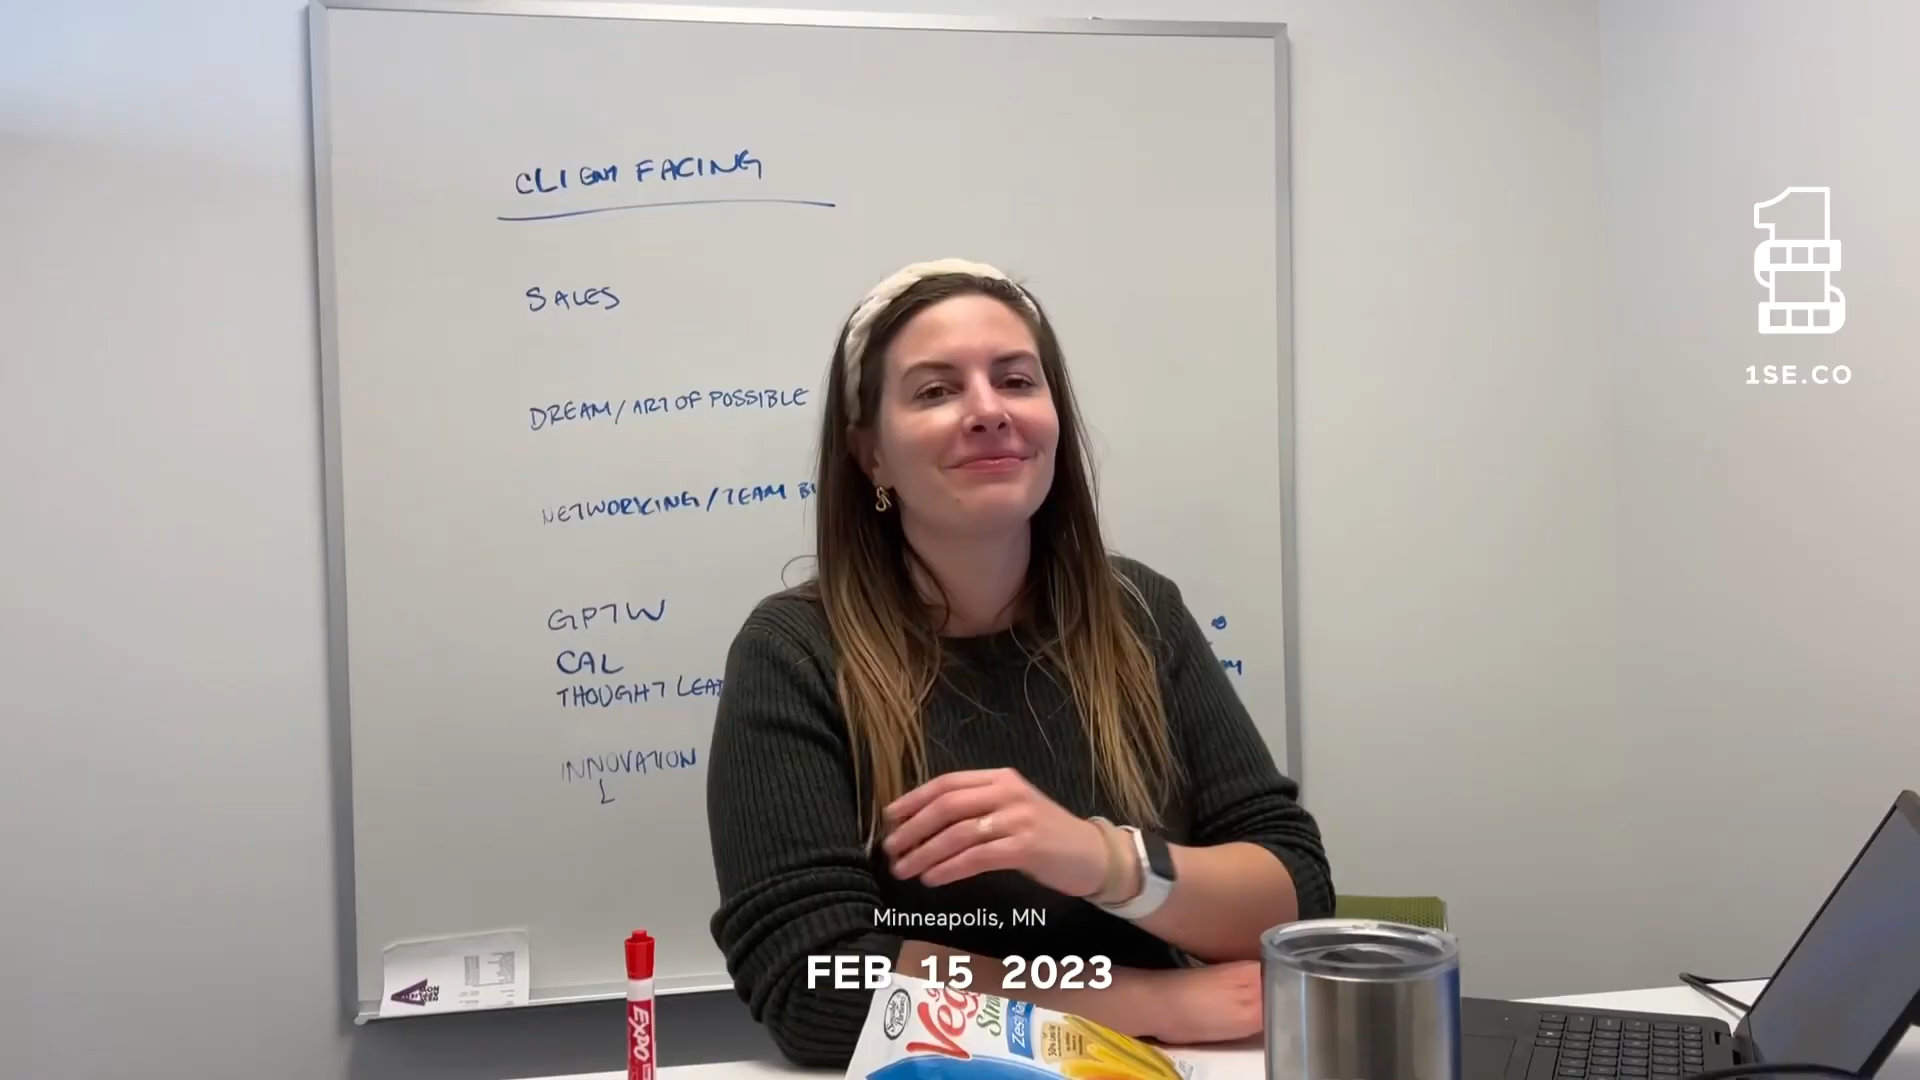 CLIENT FACING
SALES
DREAM/ART OF POSSIBLE
NETWORKING/TEAM
GPTW
CAL
THOUGHT
INNOVATION
L
1SE.CO
Minneapolis, MN
FEB 15 2023
EXPO
Zesty